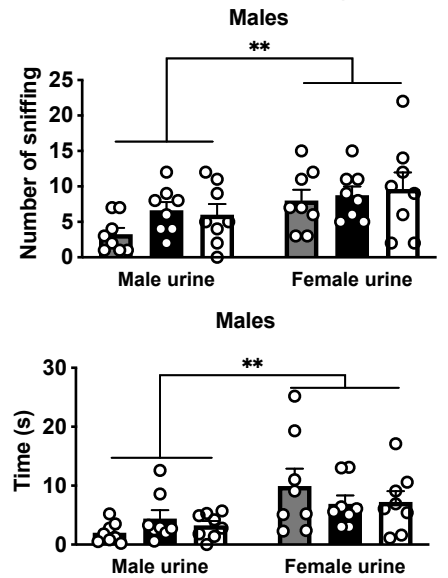 Males
**
Number of sniffing
25
20
15
10
5
0
Male urine Female urine
Males
**
Time (s)
30
20
10
0
Male urine Female urine